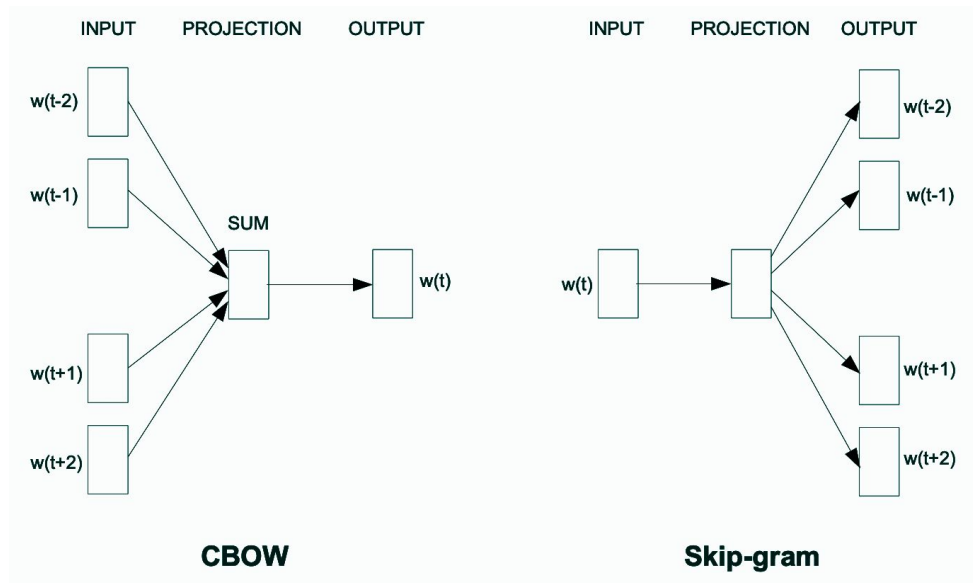 INPUT PROJECTION OUTPUT
w(t-2)
w(t-1)
SUM
w(t)
w(t+1)
w(t+2)
CBOW
INPUT PROJECTION OUTPUT
w(t-2)
w(t-1)
w(t)
w(t+1)
w(t+2)
Skip-gram